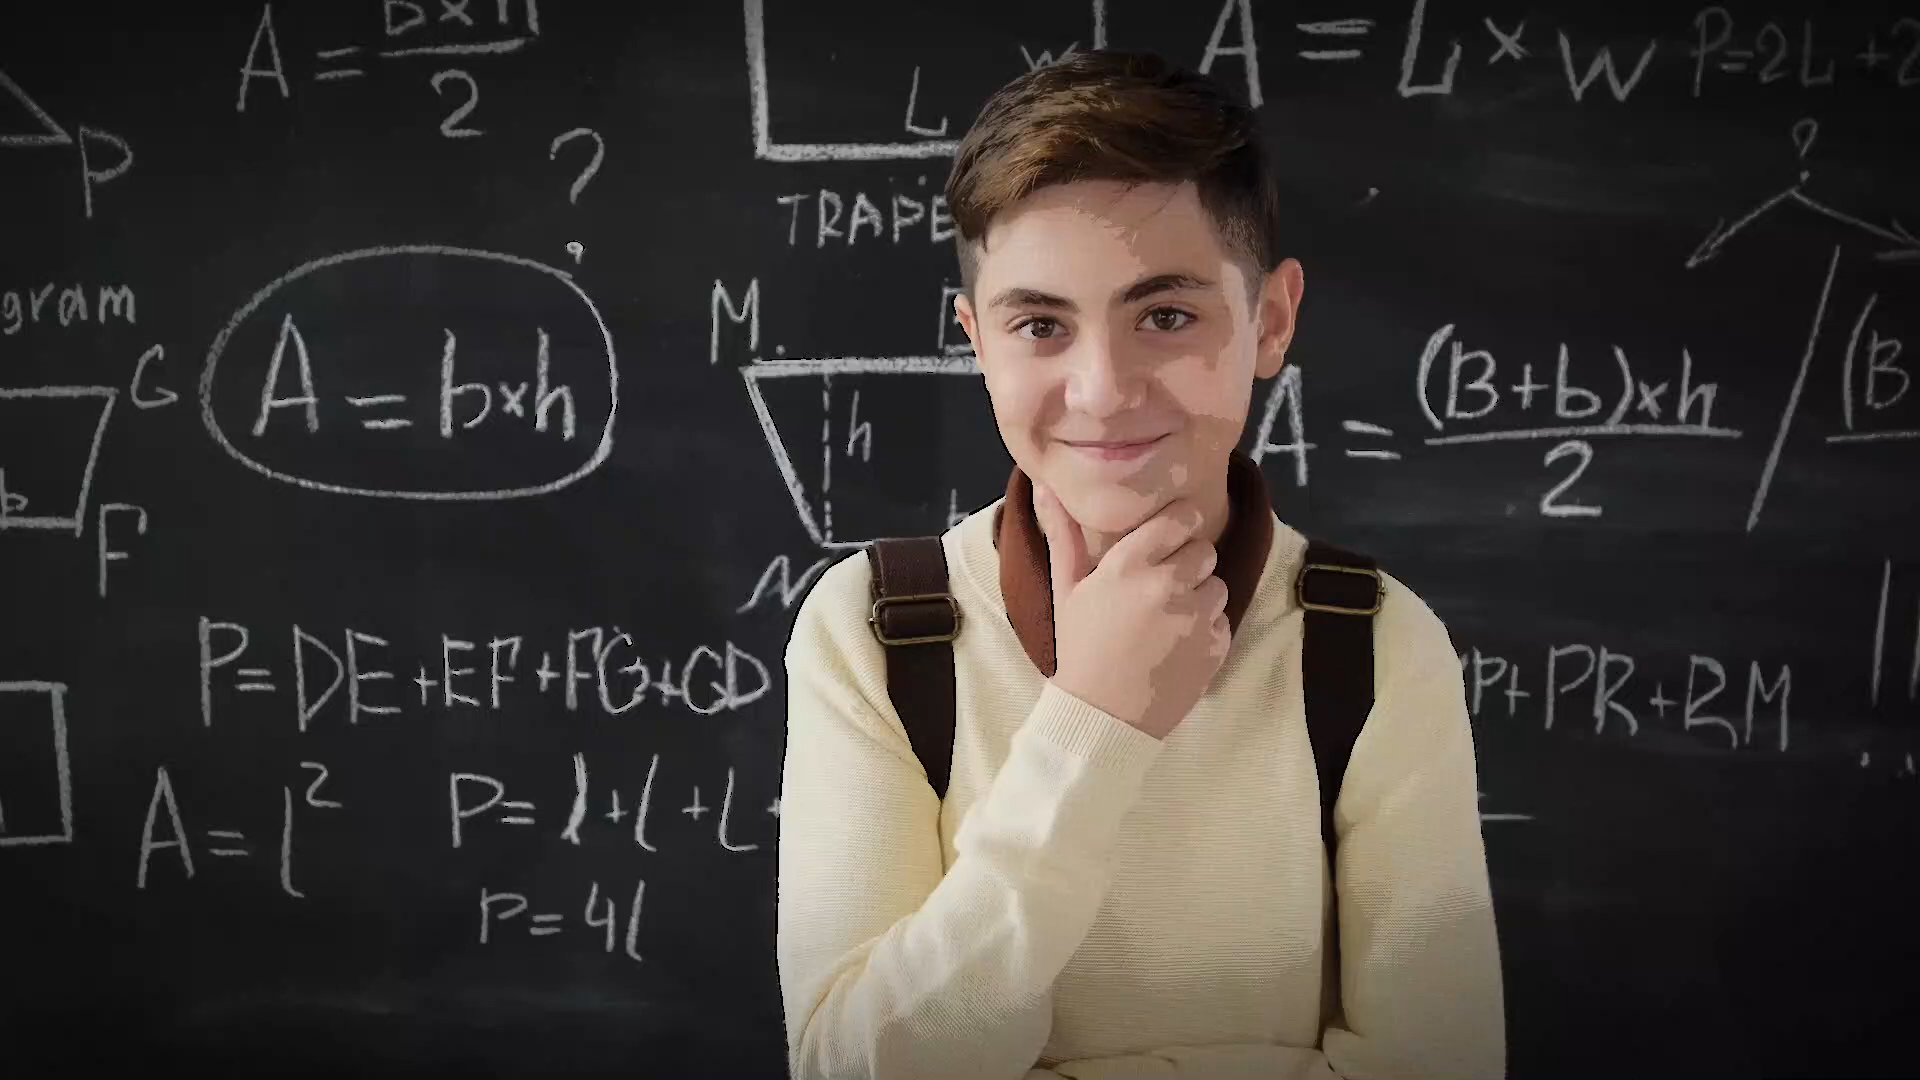 A = b×h / 2
L
w
A = L × W
P=2L + 2
P
?
?
TRAPE
gram
G
A = b×h
M.
h
A = (B+b)×h / 2
(B
b
F
N
P = DE + EF + FG + GD
P + PR + RM
A = l²
P = l + l + L +
P = 4l